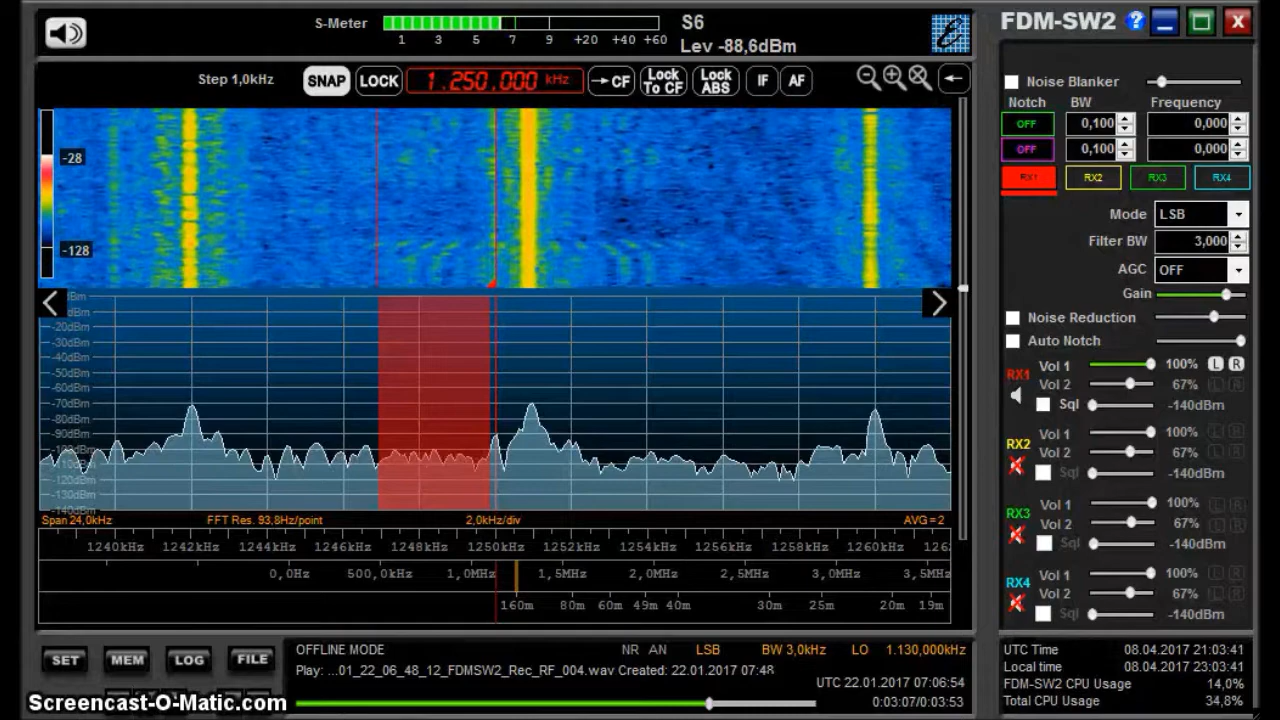 S-Meter
1 3 5 7 9 +20 +40 +60
S6
Lev -88,6dBm
FDM-SW2 ?
Step 1,0kHz
SNAP
LOCK
1.250,000 kHz
→CF
Lock To CF
Lock ABS
IF
AF
Noise Blanker
Notch BW Frequency
OFF 0,100 0,000
OFF 0,100 0,000
RX1 RX2 RX3 RX4
Mode LSB
Filter BW 3,000
AGC OFF
Gain
Noise Reduction
Auto Notch
RX1 Vol 1 100% L R
Vol 2 67% L R
Sql -140dBm
RX2 Vol 1 100% L R
Vol 2 67% L R
Sql -140dBm
RX3 Vol 1 100% L R
Vol 2 67% L R
Sql -140dBm
RX4 Vol 1 100% L R
Vol 2 67% L R
Sql -140dBm
-28
-128
-20dBm
-30dBm
-40dBm
-50dBm
-60dBm
-70dBm
-80dBm
-90dBm
-100dBm
-110dBm
-120dBm
-130dBm
-140dBm
Span 24,0kHz FFT Res. 93,8Hz/point 2,0kHz/div AVG=2
1240kHz 1242kHz 1244kHz 1246kHz 1248kHz 1250kHz 1252kHz 1254kHz 1256kHz 1258kHz 1260kHz
0,0Hz 500,0kHz 1,0MHz 1,5MHz 2,0MHz 2,5MHz 3,0MHz 3,5MHz
160m 80m 60m 49m 40m 30m 25m 20m 19m
SET MEM LOG FILE
OFFLINE MODE NR AN LSB BW 3,0kHz LO 1.130,000kHz
Play: ...01_22_06_48_12_FDMSW2_Rec_RF_004.wav Created: 22.01.2017 07:48
UTC 22.01.2017 07:06:54
0:03:07/0:03:53
UTC Time 08.04.2017 21:03:41
Local time 08.04.2017 23:03:41
FDM-SW2 CPU Usage 14,0%
Total CPU Usage 34,8%
Screencast-O-Matic.com